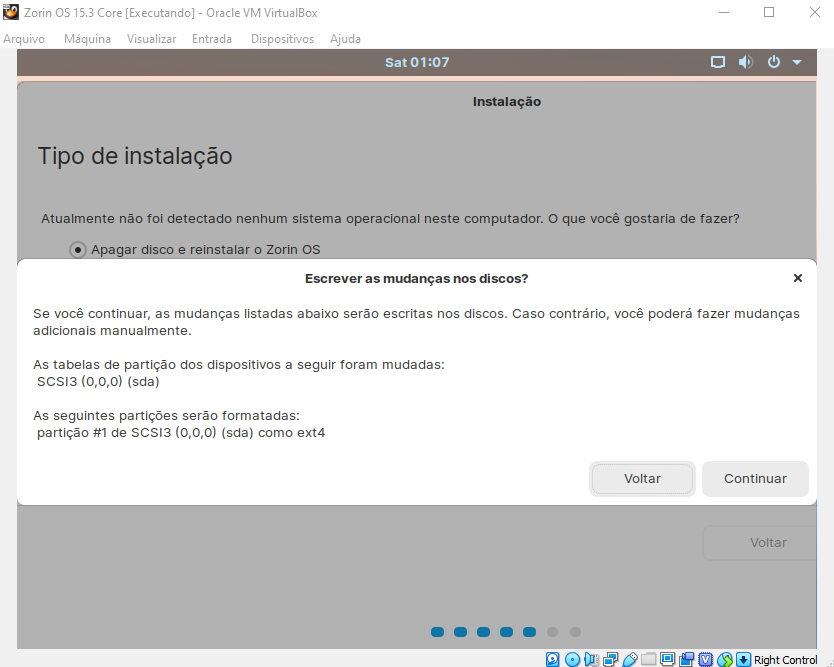 Zorin OS 15.3 Core [Executando] - Oracle VM VirtualBox
Arquivo Máquina Visualizar Entrada Dispositivos Ajuda
Sat 01:07
Instalação
Tipo de instalação
Atualmente não foi detectado nenhum sistema operacional neste computador. O que você gostaria de fazer?
Apagar disco e reinstalar o Zorin OS
Escrever as mudanças nos discos?
Se você continuar, as mudanças listadas abaixo serão escritas nos discos. Caso contrário, você poderá fazer mudanças
adicionais manualmente.
As tabelas de partição dos dispositivos a seguir foram mudadas:
SCSI3 (0,0,0) (sda)
As seguintes partições serão formatadas:
partição #1 de SCSI3 (0,0,0) (sda) como ext4
Voltar Continuar
Voltar
Right Control